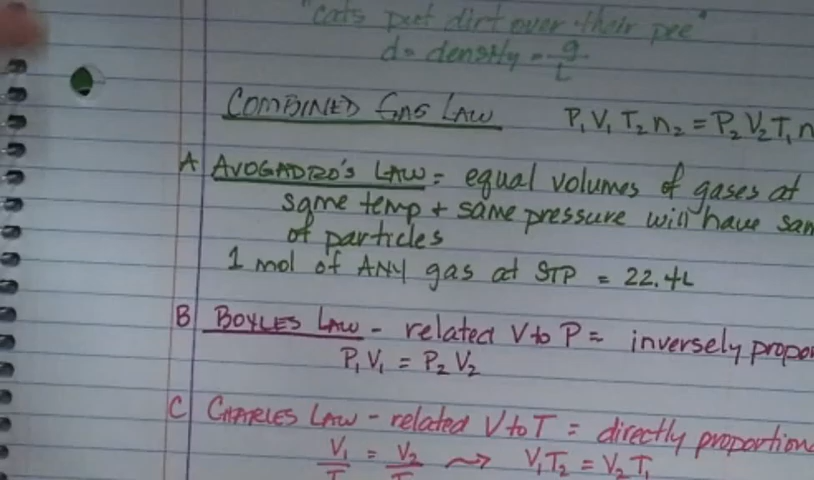 "cats put dirt over their pee"
d = density = g/L
COMBINED GAS LAW P₁V₁T₂n₂ = P₂V₂T₁n
A AVOGADRO'S LAW = equal volumes of gases at
same temp + same pressure will have sam
of particles
1 mol of ANY gas at STP = 22.4L
B BOYLES LAW - related V to P = inversely propor
P₁V₁ = P₂V₂
C CHARLES LAW - related V to T = directly proportion
V₁/T = V₂/T → V₁T₂ = V₂T₁